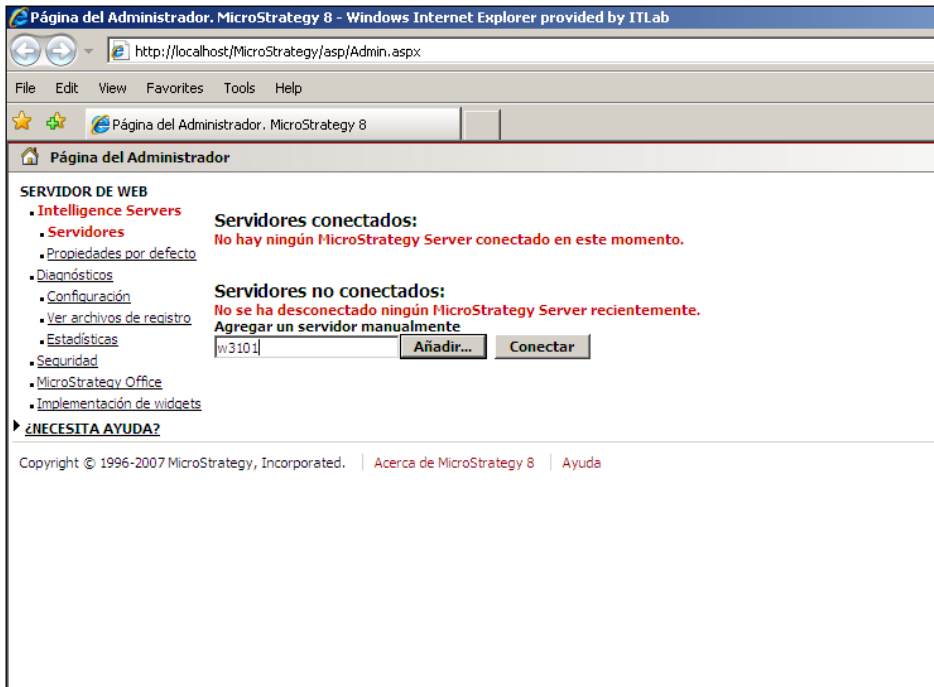 Página del Administrador. MicroStrategy 8 - Windows Internet Explorer provided by ITLab
http://localhost/MicroStrategy/asp/Admin.aspx
File Edit View Favorites Tools Help
Página del Administrador. MicroStrategy 8
Página del Administrador
SERVIDOR DE WEB
Intelligence Servers
Servidores
Propiedades por defecto
Diagnósticos
Configuración
Ver archivos de registro
Estadísticas
Seguridad
MicroStrategy Office
Implementación de widgets
¿NECESITA AYUDA?
Servidores conectados:
No hay ningún MicroStrategy Server conectado en este momento.
Servidores no conectados:
No se ha desconectado ningún MicroStrategy Server recientemente.
Agregar un servidor manualmente
w3101 Añadir... Conectar
Copyright © 1996-2007 MicroStrategy, Incorporated. Acerca de MicroStrategy 8 Ayuda